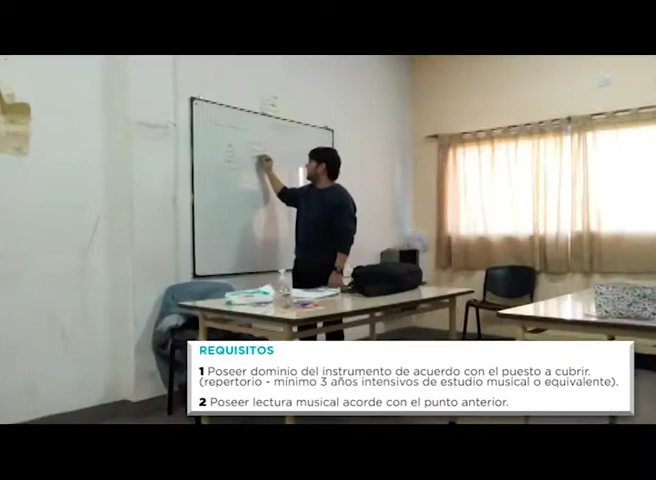 REQUISITOS
1 Poseer dominio del instrumento de acuerdo con el puesto a cubrir.
(repertorio - mínimo 3 años intensivos de estudio musical o equivalente).
2 Poseer lectura musical acorde con el punto anterior.